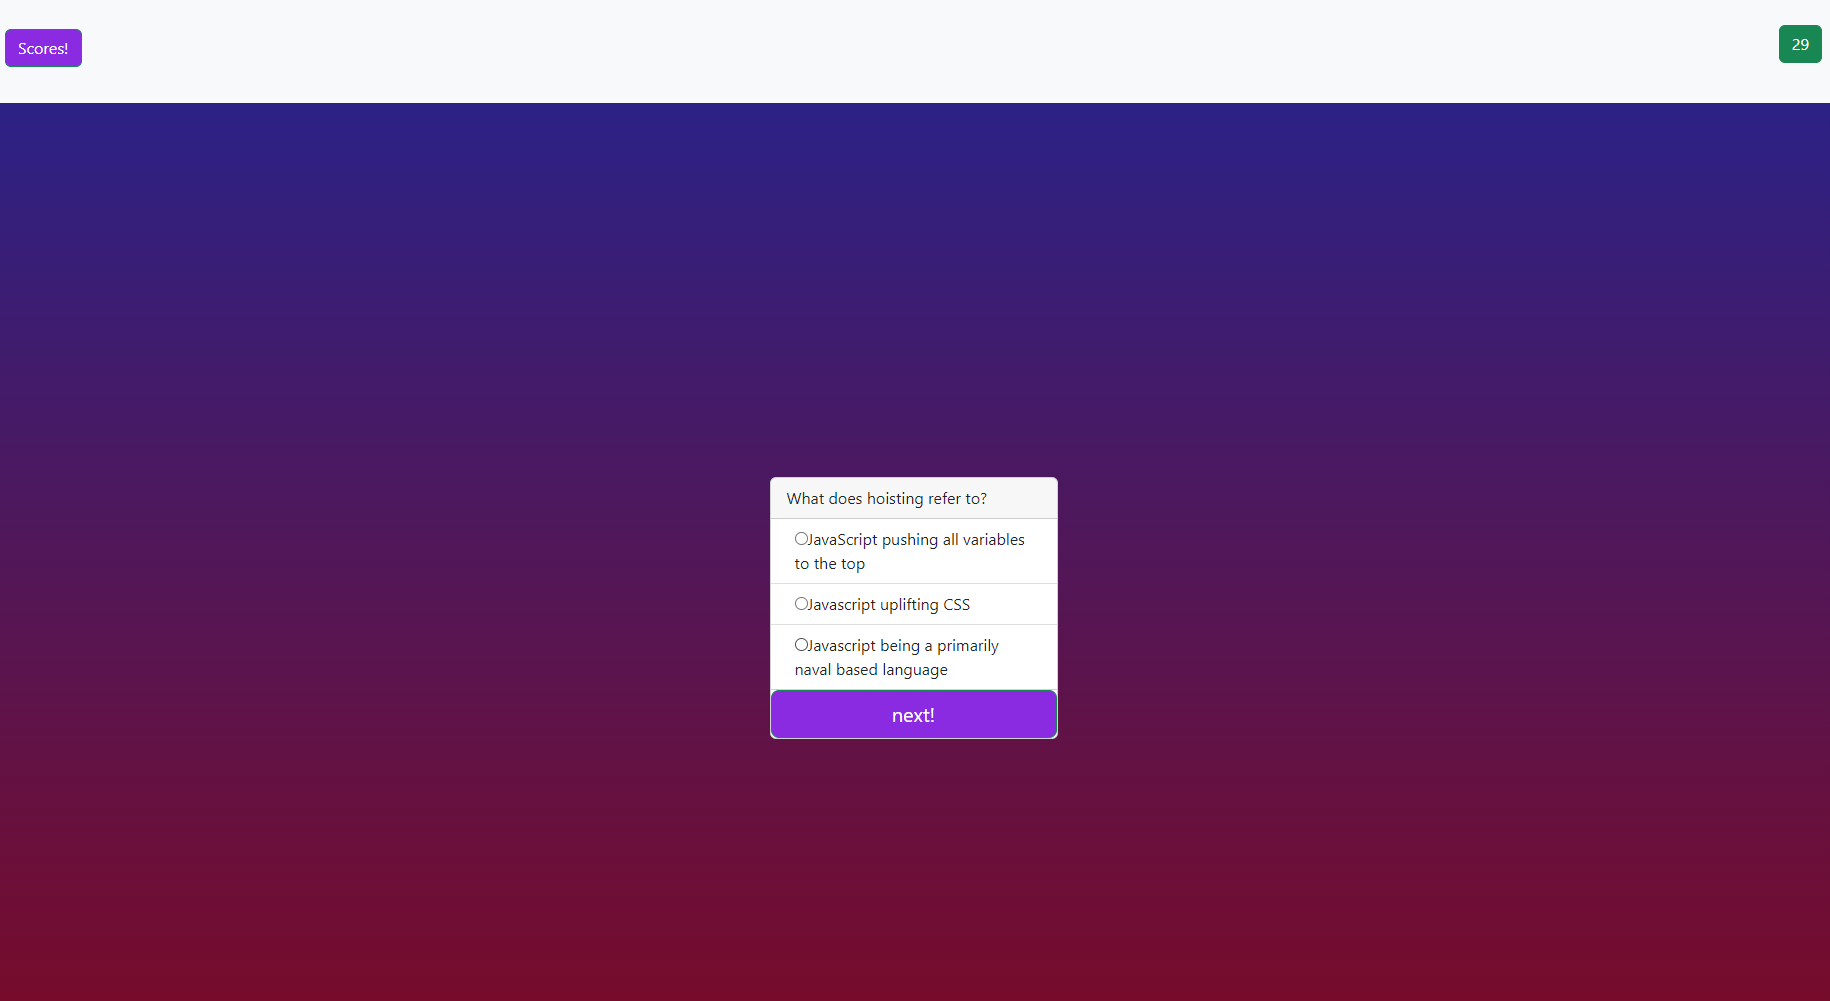 Scores!
29
What does hoisting refer to?
JavaScript pushing all variables
to the top
Javascript uplifting CSS
Javascript being a primarily
naval based language
next!